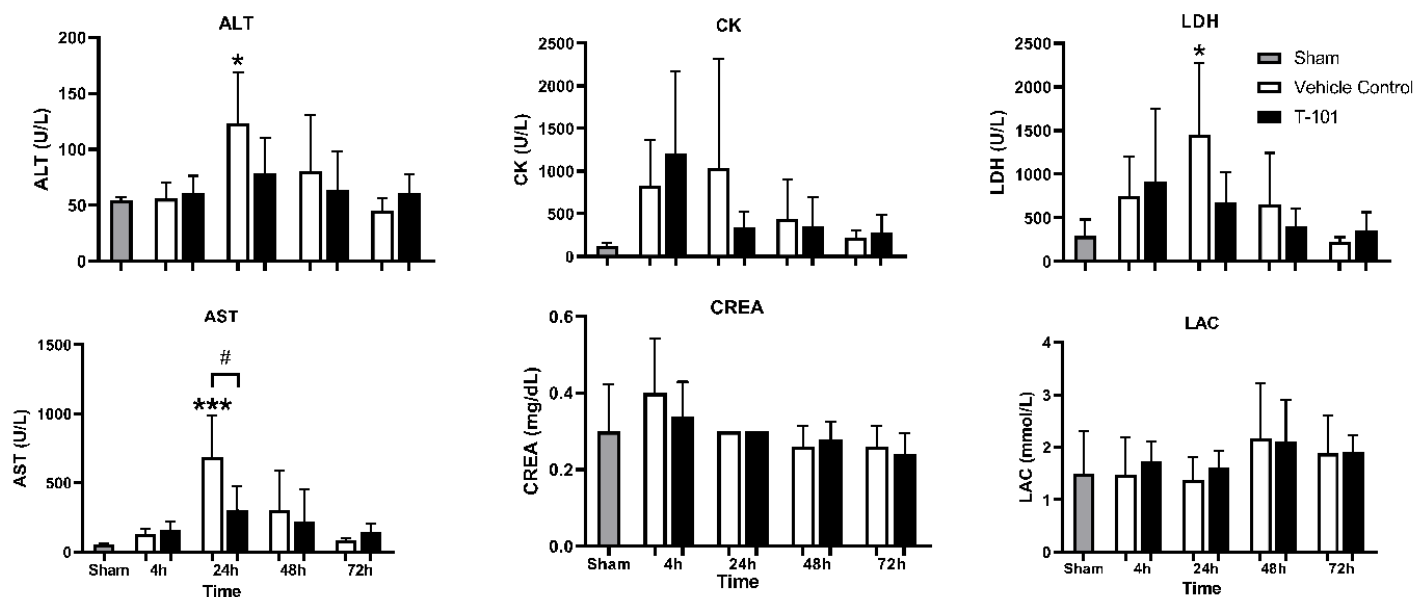 ALT
ALT (U/L)
200
150
100
50
0
*
CK
CK (U/L)
2500
2000
1500
1000
500
0
LDH
LDH (U/L)
2500
2000
1500
1000
500
0
*
Sham
Vehicle Control
T-101
AST
AST (U/L)
1500
1000
500
0
#
***
Sham 4h 24h 48h 72h
Time
CREA
CREA (mg/dL)
0.6
0.4
0.2
0.0
Sham 4h 24h 48h 72h
Time
LAC
LAC (mmol/L)
4
3
2
1
0
Sham 4h 24h 48h 72h
Time